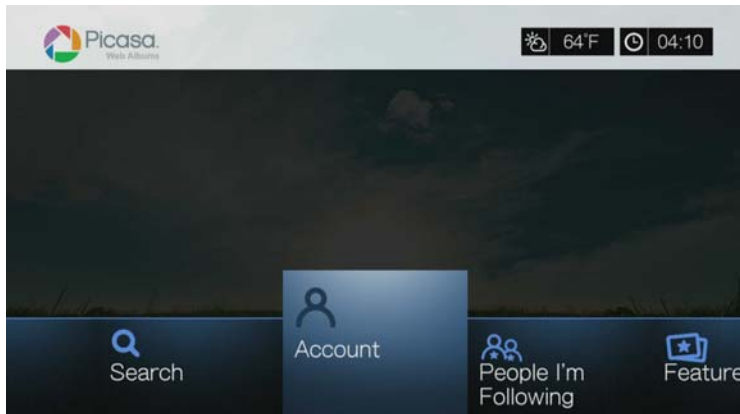 Picasa.
Web Albums
64°F
04:10
Search
Account
People I'm
Following
Feature